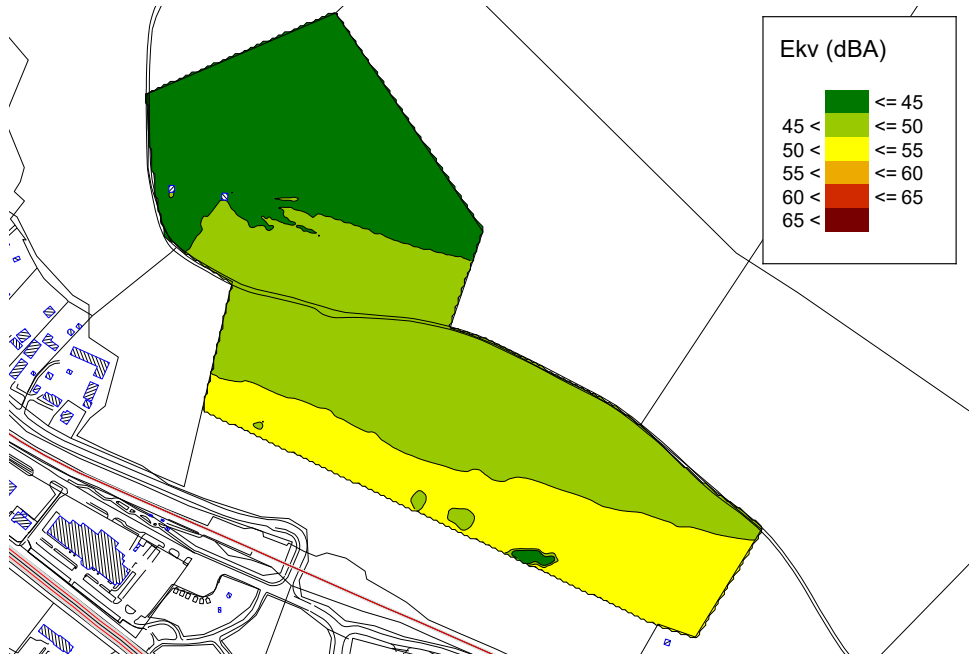 Ekv (dBA)
<= 45
45 < <= 50
50 < <= 55
55 < <= 60
60 < <= 65
65 <